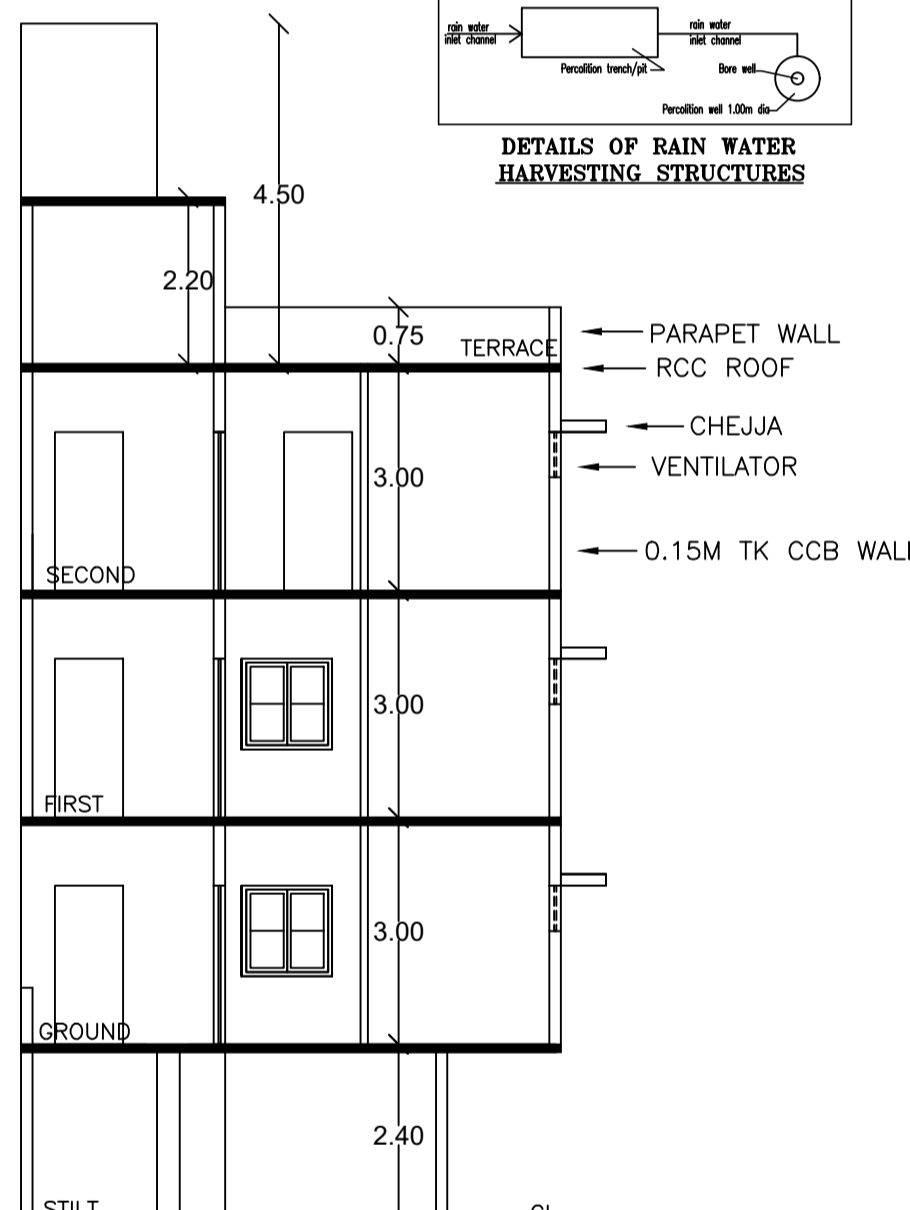 rain water
inlet channel
rain water
inlet channel
Percolition trench/pit
Bore well
Percolition well 1.00m dia
DETAILS OF RAIN WATER
HARVESTING STRUCTURES
4.50
2.20
0.75
TERRACE
PARAPET WALL
RCC ROOF
CHEJJA
VENTILATOR
3.00
0.15M TK CCB WALL
SECOND
3.00
FIRST
3.00
GROUND
2.40
STILT